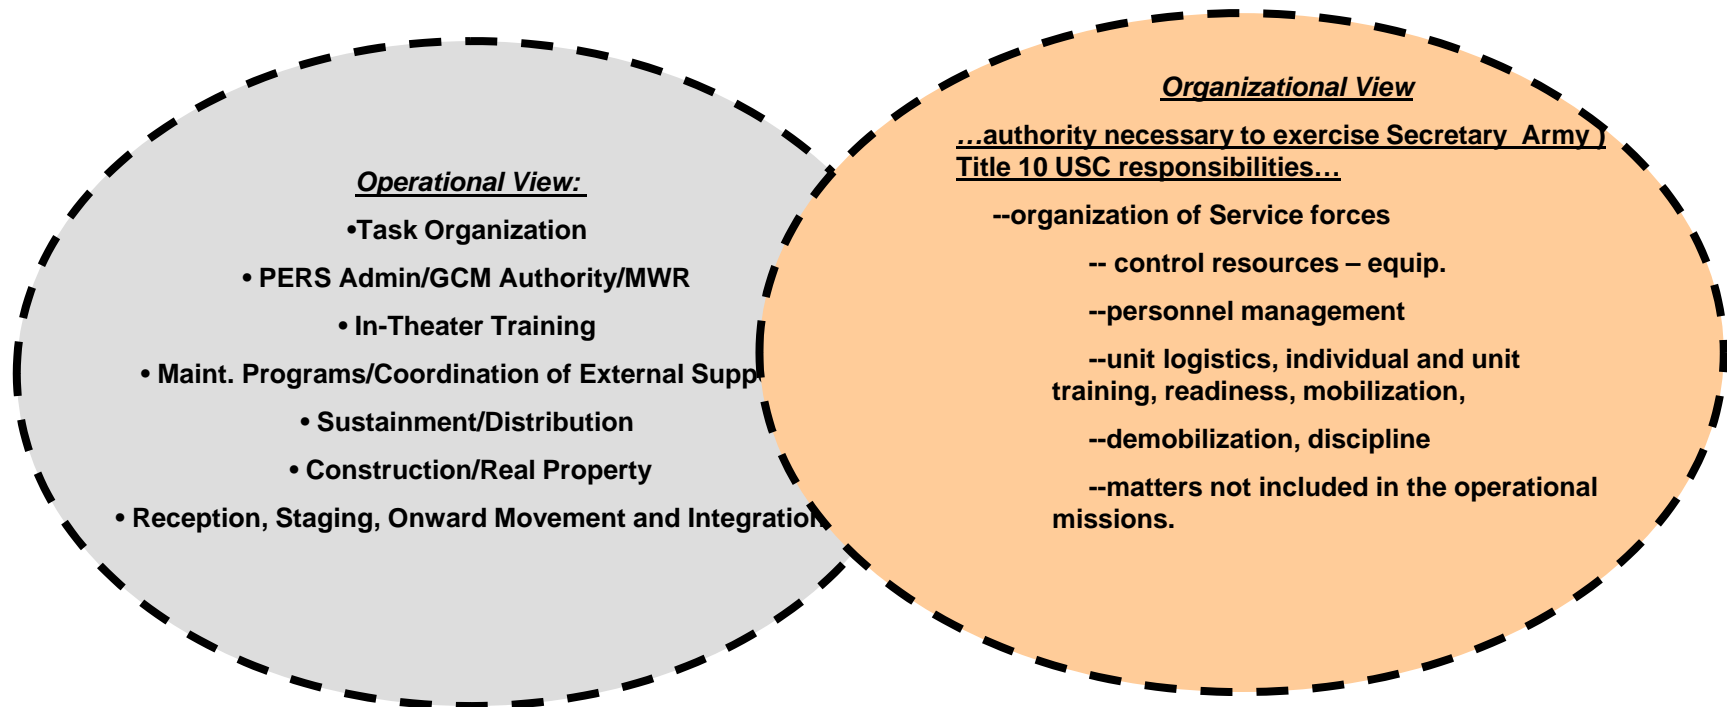 Operational View:
•Task Organization
• PERS Admin/GCM Authority/MWR
• In-Theater Training
• Maint. Programs/Coordination of External Supp
• Sustainment/Distribution
• Construction/Real Property
• Reception, Staging, Onward Movement and Integration
Organizational View
…authority necessary to exercise Secretary Army )
Title 10 USC responsibilities…
--organization of Service forces
-- control resources – equip.
--personnel management
--unit logistics, individual and unit
training, readiness, mobilization,
--demobilization, discipline
--matters not included in the operational
missions.